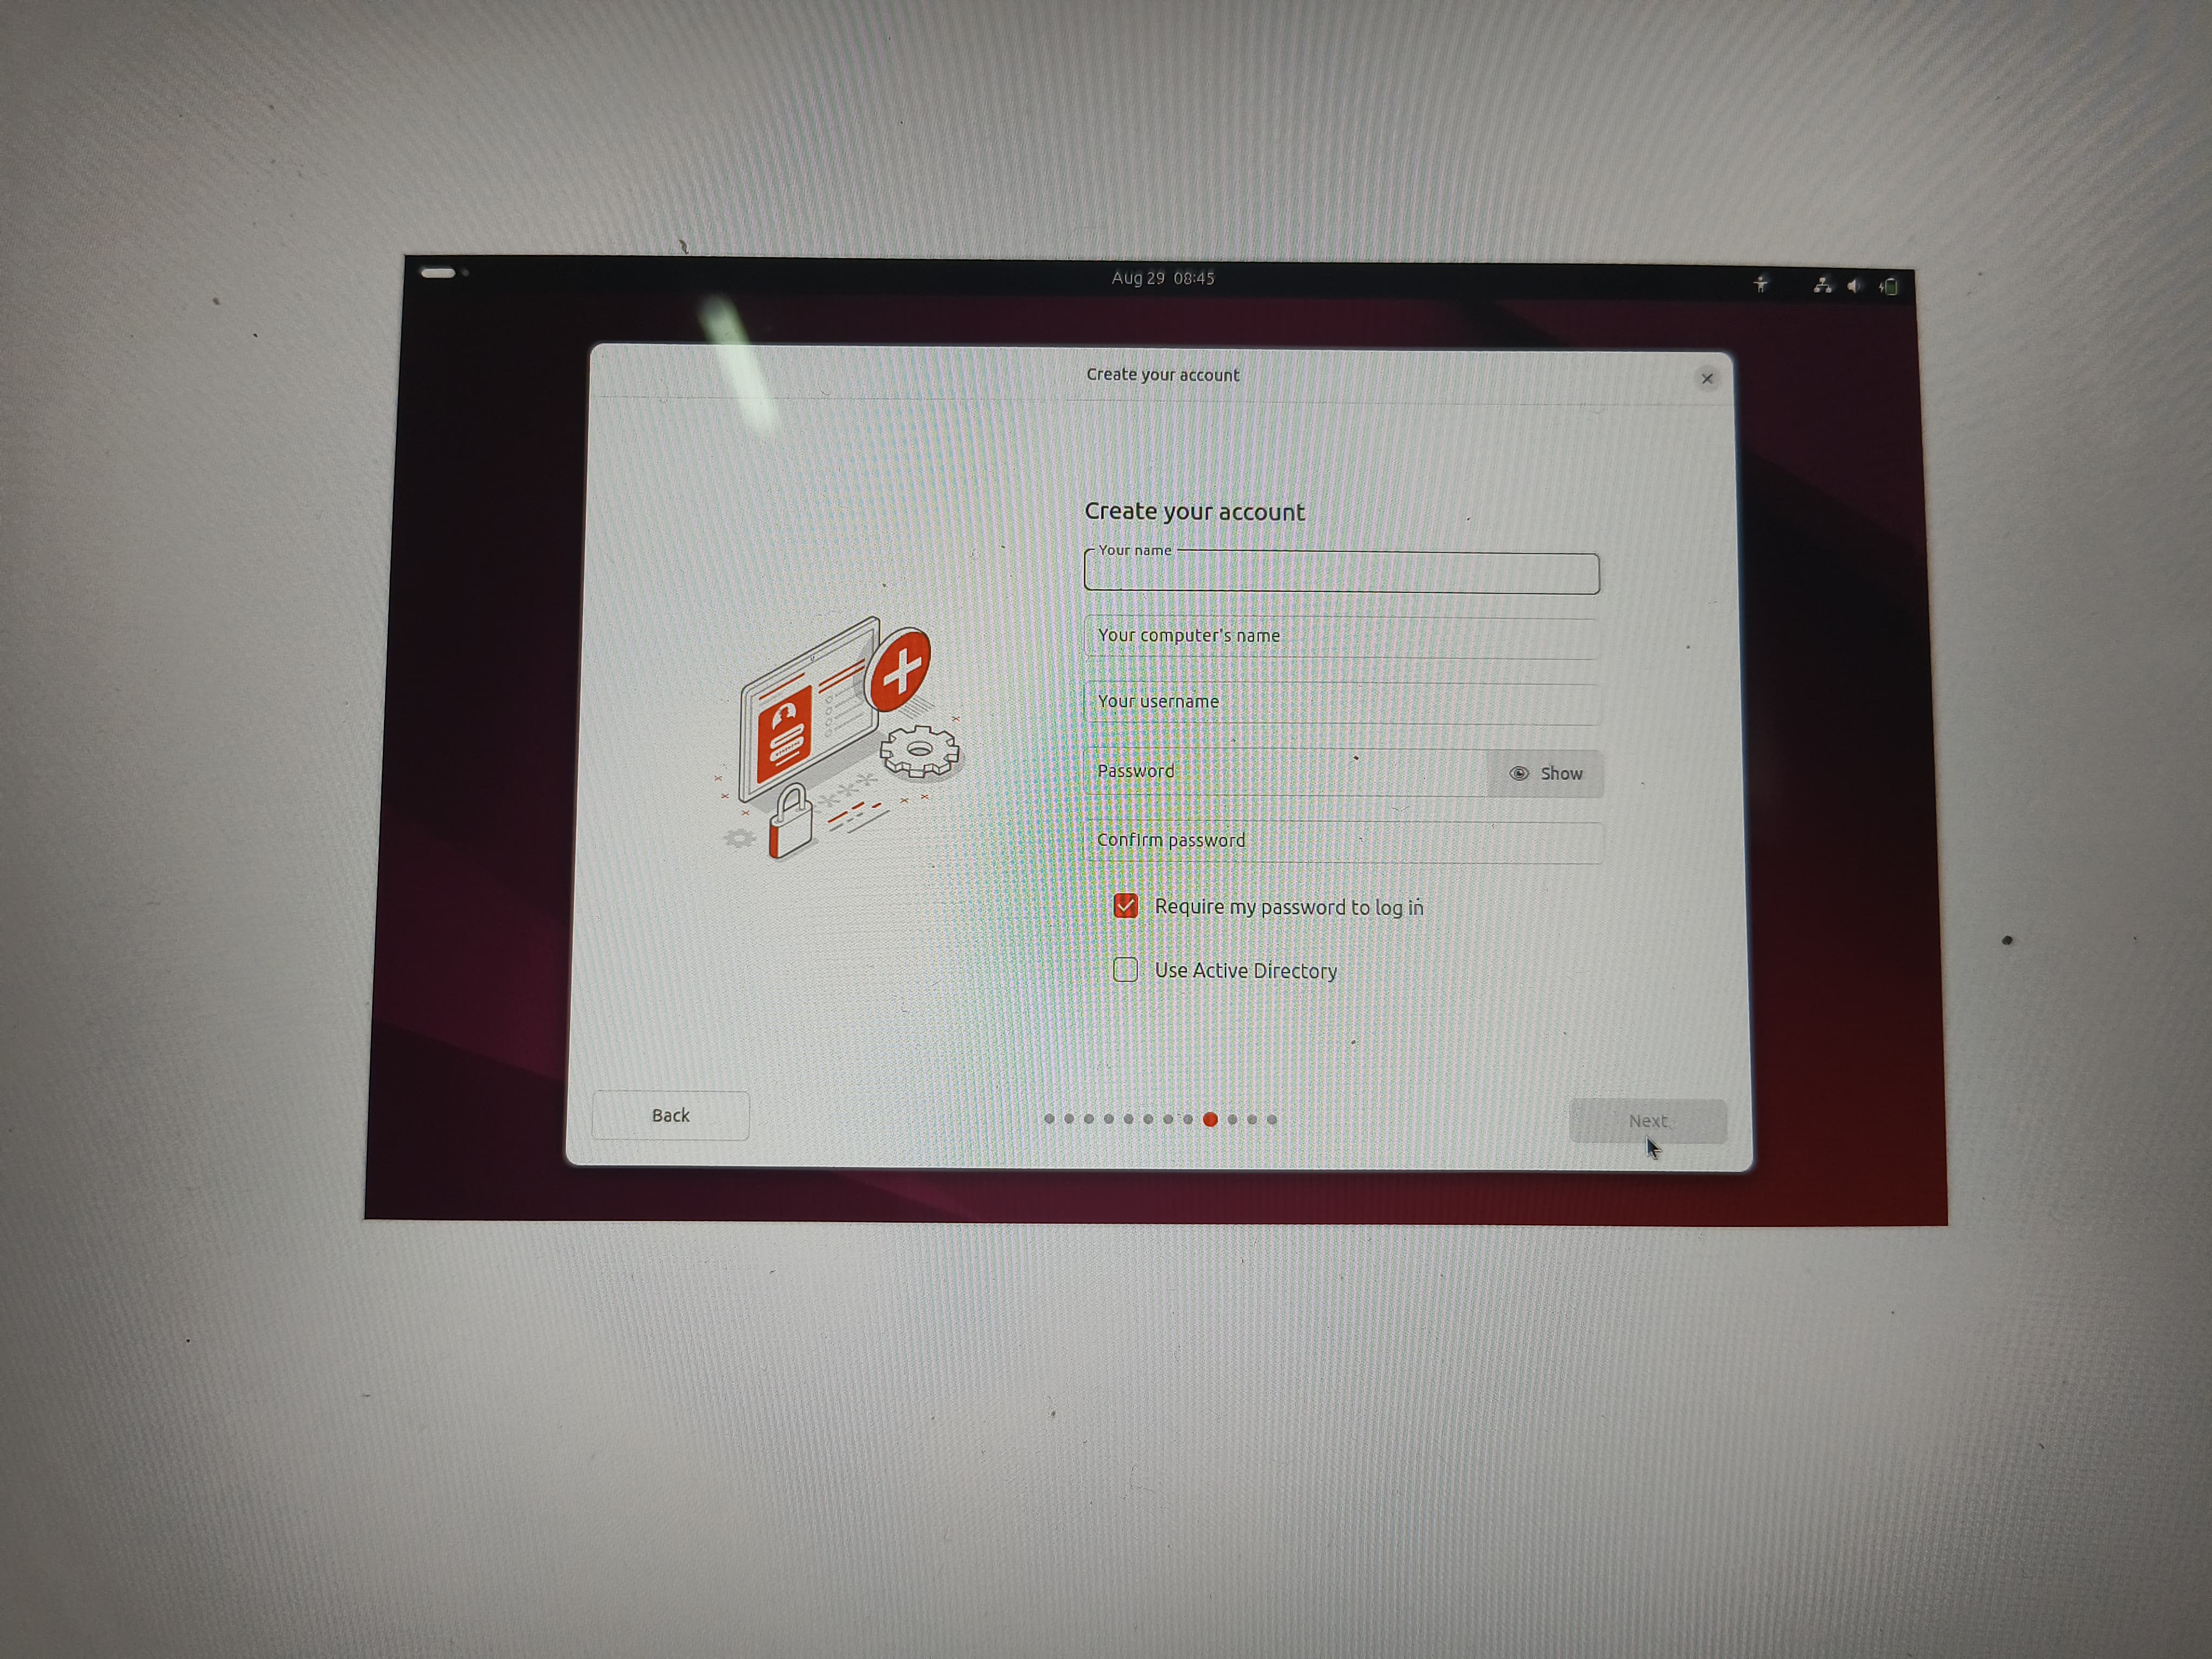 Aug 29 08:45
Create your account
Create your account
Your name
Your computer's name
Your username
Password
Show
Confirm password
Require my password to log in
Use Active Directory
Back
Next